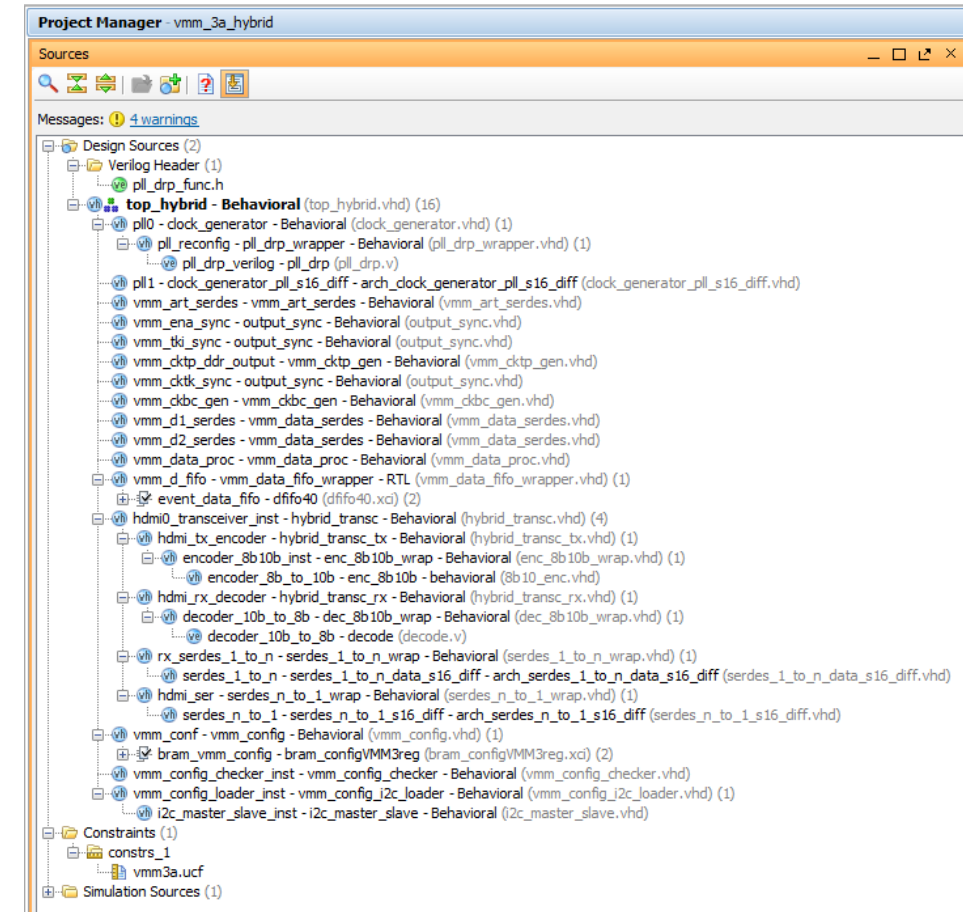 Project Manager - vmm_3a_hybrid
Sources
Messages: 4 warnings
Design Sources (2)
Verilog Header (1)
pll_drp_func.h
top_hybrid - Behavioral (top_hybrid.vhd) (16)
pll0 - clock_generator - Behavioral (clock_generator.vhd) (1)
pll_reconfig - pll_drp_wrapper - Behavioral (pll_drp_wrapper.vhd) (1)
pll_drp_verilog - pll_drp (pll_drp.v)
pll1 - clock_generator_pll_s16_diff - arch_clock_generator_pll_s16_diff (clock_generator_pll_s16_diff.vhd)
vmm_art_serdes - vmm_art_serdes - Behavioral (vmm_art_serdes.vhd)
vmm_ena_sync - output_sync - Behavioral (output_sync.vhd)
vmm_tki_sync - output_sync - Behavioral (output_sync.vhd)
vmm_cktp_ddr_output - vmm_cktp_gen - Behavioral (vmm_cktp_gen.vhd)
vmm_cktk_sync - output_sync - Behavioral (output_sync.vhd)
vmm_ckbc_gen - vmm_ckbc_gen - Behavioral (vmm_ckbc_gen.vhd)
vmm_d1_serdes - vmm_data_serdes - Behavioral (vmm_data_serdes.vhd)
vmm_d2_serdes - vmm_data_serdes - Behavioral (vmm_data_serdes.vhd)
vmm_data_proc - vmm_data_proc - Behavioral (vmm_data_proc.vhd)
vmm_d_fifo - vmm_data_fifo_wrapper - RTL (vmm_data_fifo_wrapper.vhd) (1)
event_data_fifo - dfifo40 (dfifo40.xci) (2)
hdmi0_transceiver_inst - hybrid_transc - Behavioral (hybrid_transc.vhd) (4)
hdmi_tx_encoder - hybrid_transc_tx - Behavioral (hybrid_transc_tx.vhd) (1)
encoder_8b10b_inst - enc_8b10b_wrap - Behavioral (enc_8b10b_wrap.vhd) (1)
encoder_8b_to_10b - enc_8b10b - behavioral (8b10_enc.vhd)
hdmi_rx_decoder - hybrid_transc_rx - Behavioral (hybrid_transc_rx.vhd) (1)
decoder_10b_to_8b - dec_8b10b_wrap - Behavioral (dec_8b10b_wrap.vhd) (1)
decoder_10b_to_8b - decode (decode.v)
rx_serdes_1_to_n - serdes_1_to_n_wrap - Behavioral (serdes_1_to_n_wrap.vhd) (1)
serdes_1_to_n - serdes_1_to_n_data_s16_diff - arch_serdes_1_to_n_data_s16_diff (serdes_1_to_n_data_s16_diff.vhd)
hdmi_ser - serdes_n_to_1_wrap - Behavioral (serdes_n_to_1_wrap.vhd) (1)
serdes_n_to_1 - serdes_n_to_1_s16_diff - arch_serdes_n_to_1_s16_diff (serdes_n_to_1_s16_diff.vhd)
vmm_conf - vmm_config - Behavioral (vmm_config.vhd) (1)
bram_vmm_config - bram_configVMM3reg (bram_configVMM3reg.xci) (2)
vmm_config_checker_inst - vmm_config_checker - Behavioral (vmm_config_checker.vhd)
vmm_config_loader_inst - vmm_config_i2c_loader - Behavioral (vmm_config_i2c_loader.vhd) (1)
i2c_master_slave_inst - i2c_master_slave - Behavioral (i2c_master_slave.vhd)
Constraints (1)
constrs_1
vmm3a.ucf
Simulation Sources (1)